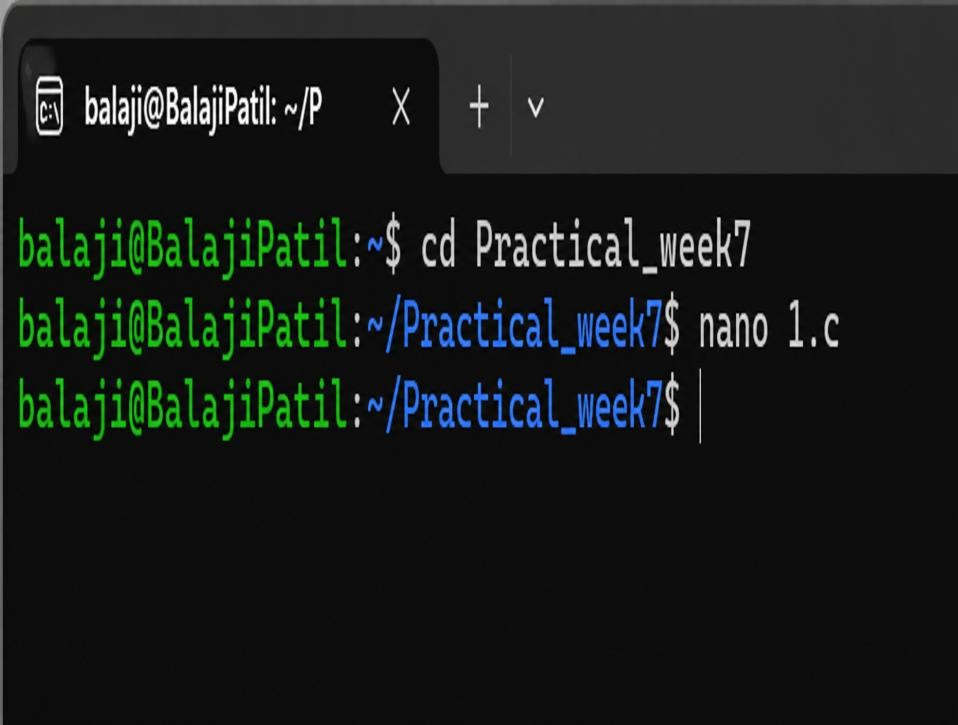 C:\
balaji@BalajiPatil: ~/P
balaji@BalajiPatil:~$ cd Practical_week7
balaji@BalajiPatil:~/Practical_week7$ nano 1.c
balaji@BalajiPatil:~/Practical_week7$